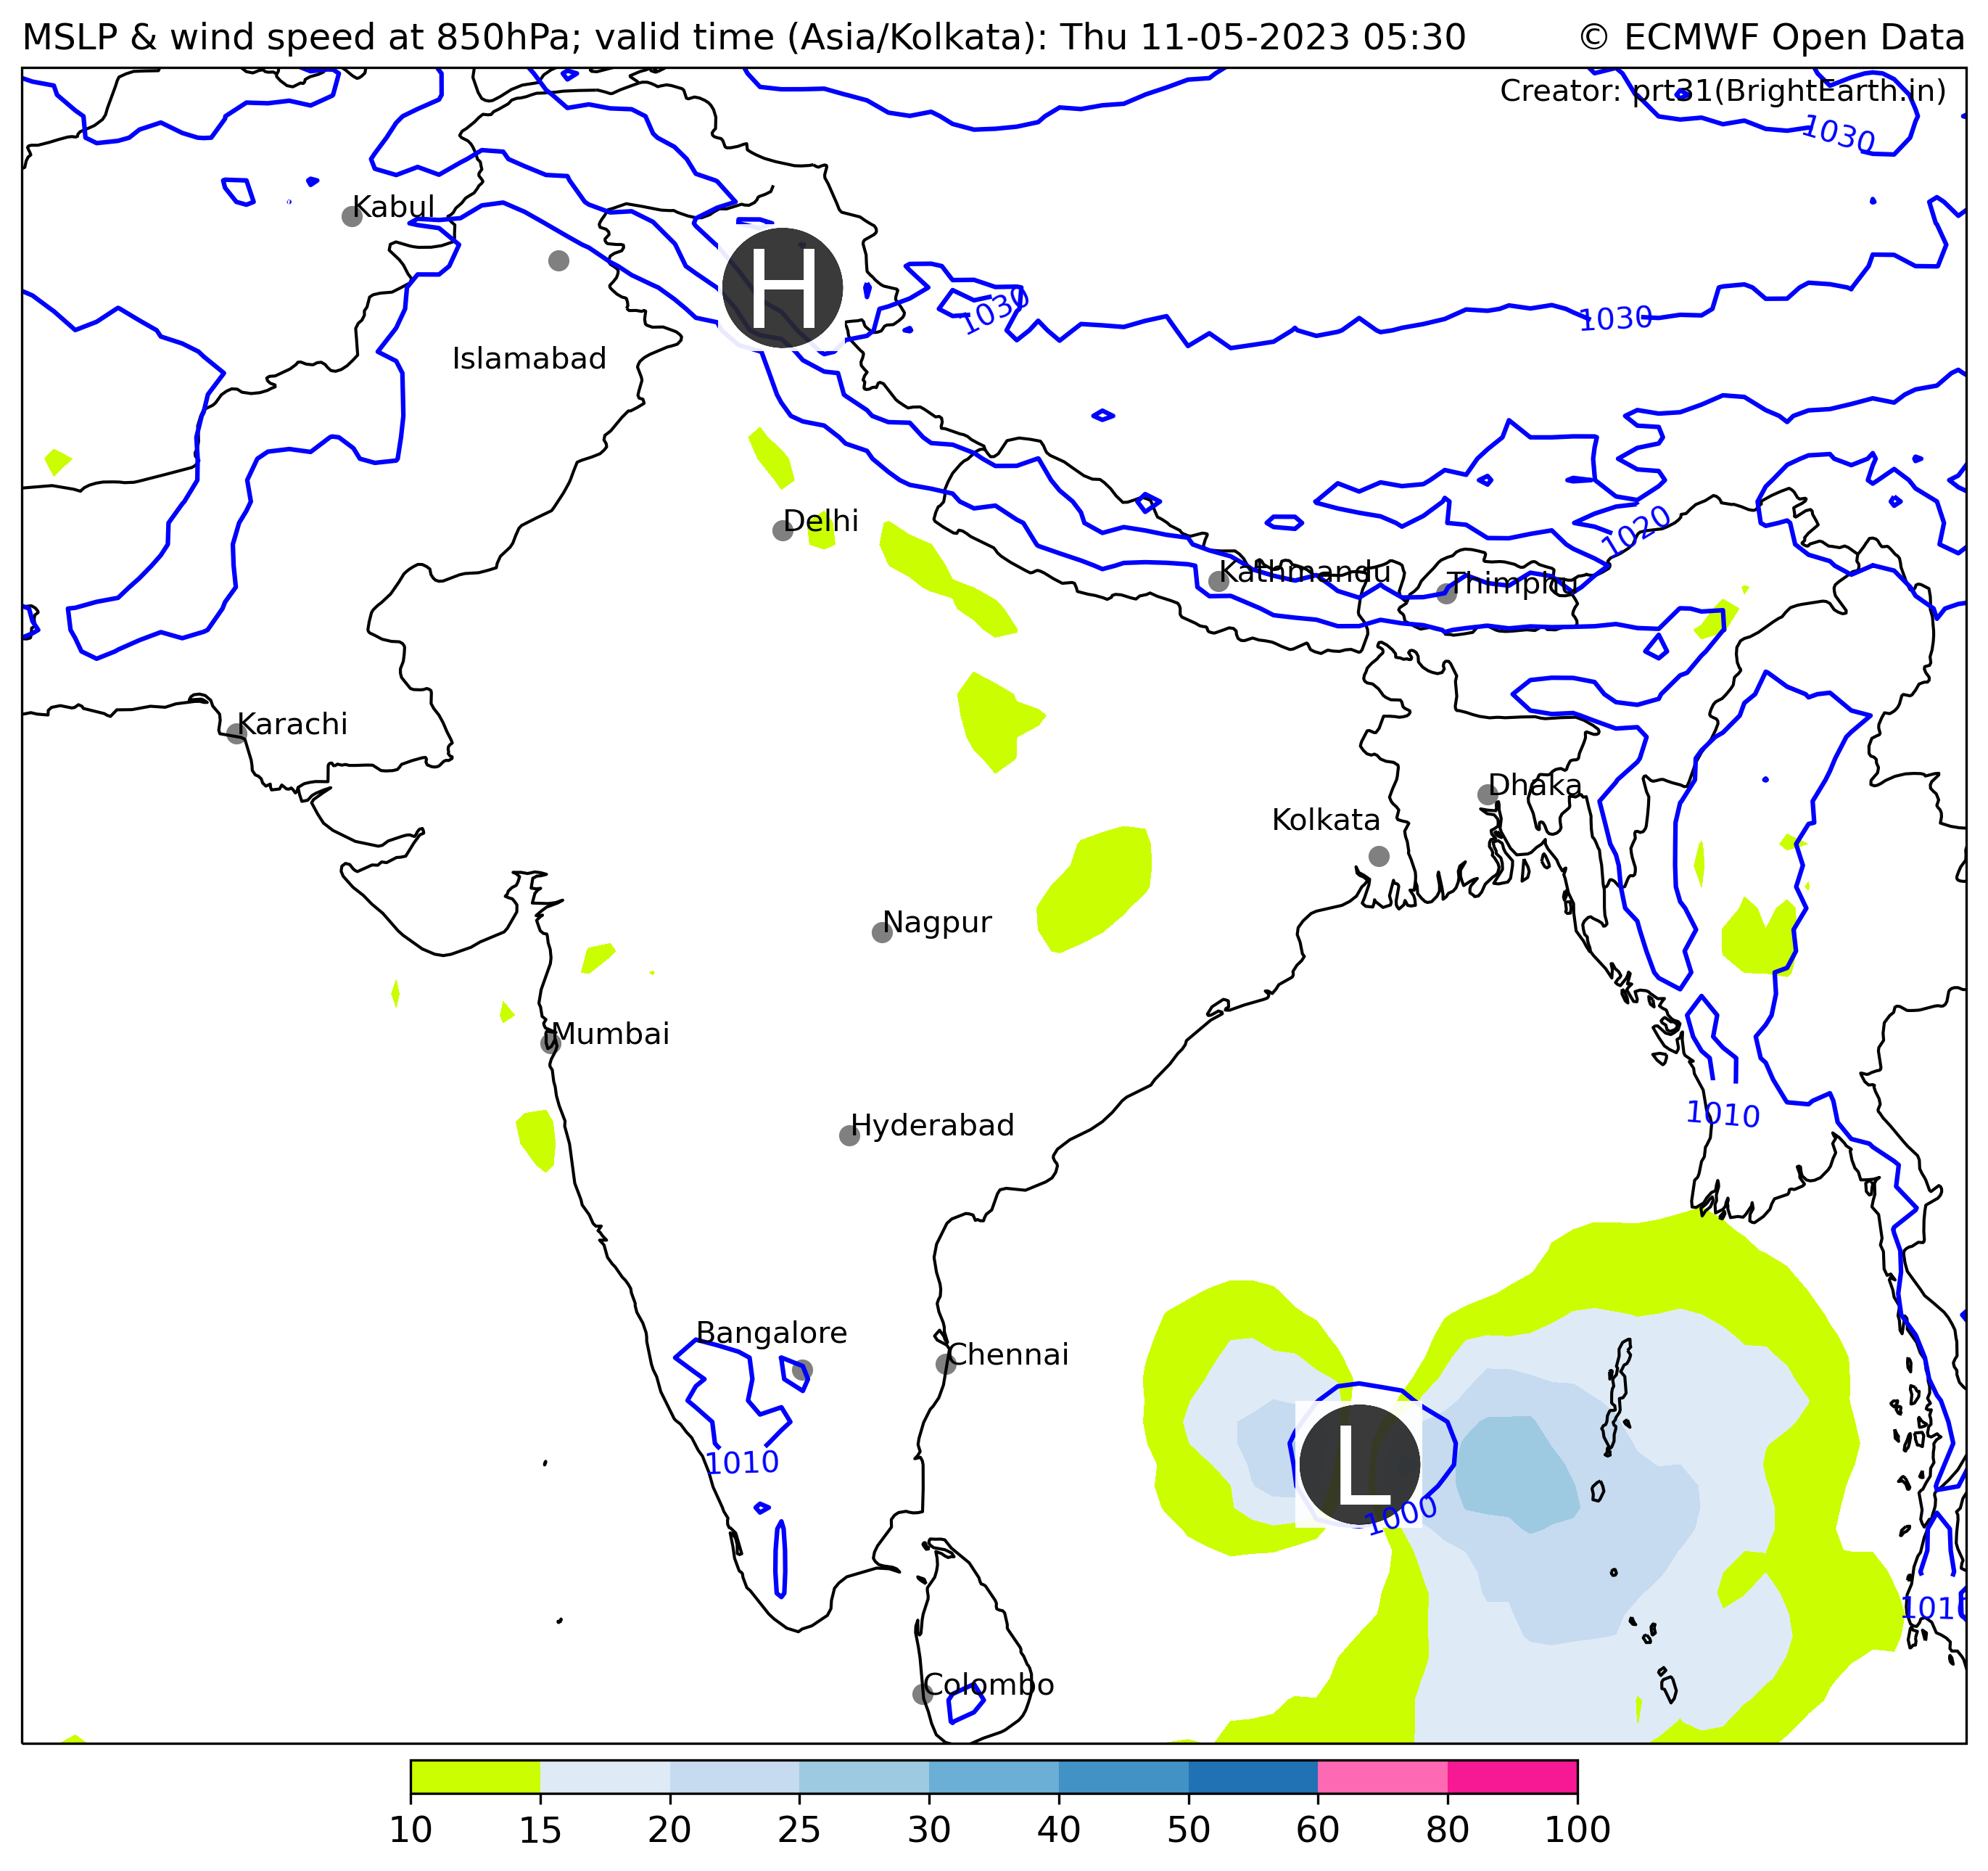 MSLP & wind speed at 850hPa; valid time (Asia/Kolkata): Thu 11-05-2023 05:30
© ECMWF Open Data
Creator: prt31(BrightEarth.in)
1030
Kabul
H
1030
1030
Islamabad
Delhi
1020
Kathmandu
Thimphu
Karachi
Dhaka
Kolkata
Nagpur
Mumbai
1010
Hyderabad
Bangalore
Chennai
1010
L
1000
1010
Colombo
10 15 20 25 30 40 50 60 80 100